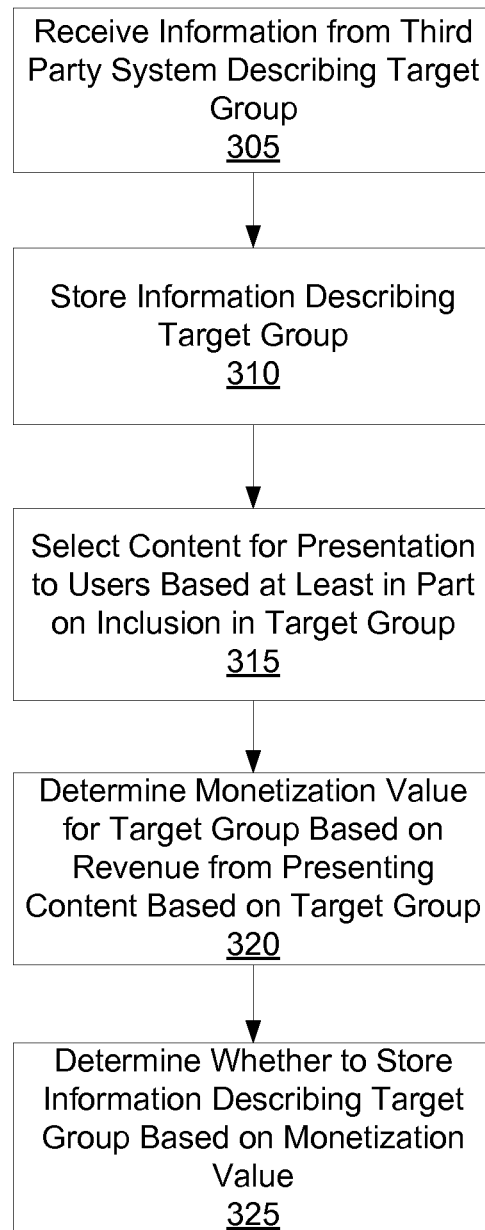 Receive Information from Third
Party System Describing Target
Group
305
Store Information Describing
Target Group
310
Select Content for Presentation
to Users Based at Least in Part
on Inclusion in Target Group
315
Determine Monetization Value
for Target Group Based on
Revenue from Presenting
Content Based on Target Group
320
Determine Whether to Store
Information Describing Target
Group Based on Monetization
Value
325